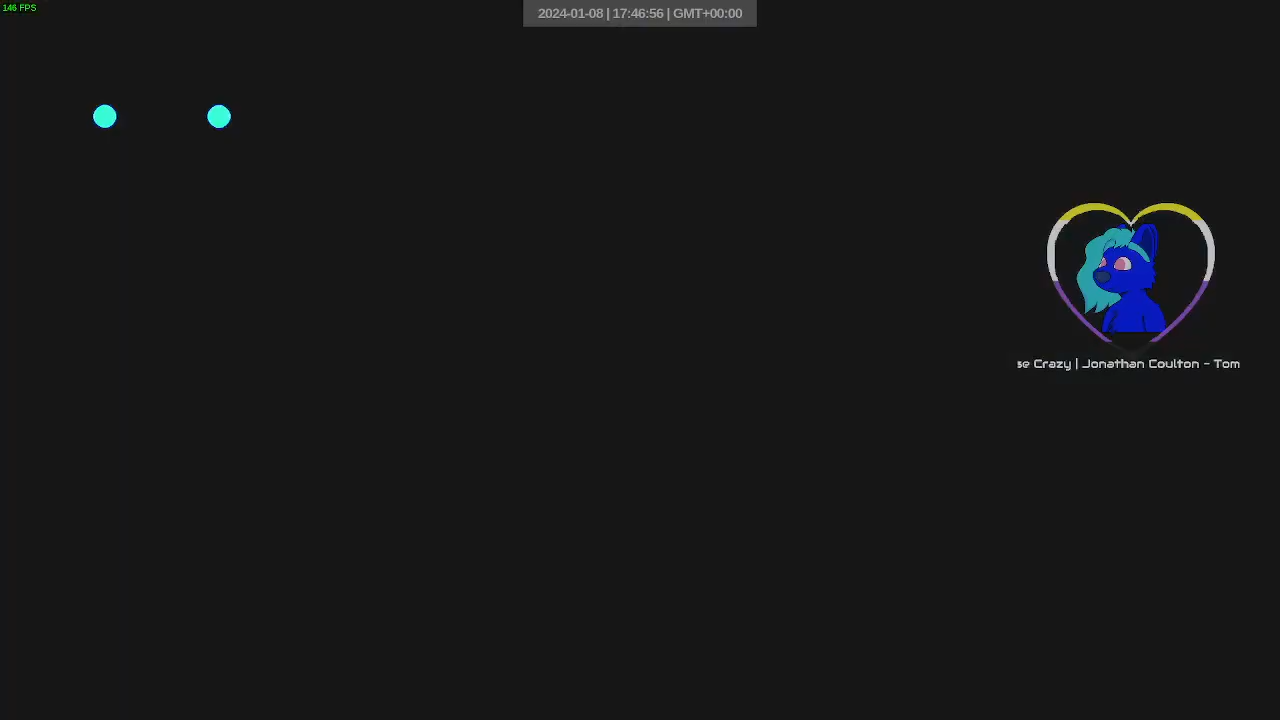 146 FPS
2024-01-08 | 17:46:56 | GMT+00:00
se Crazy | Jonathan Coulton - Tom